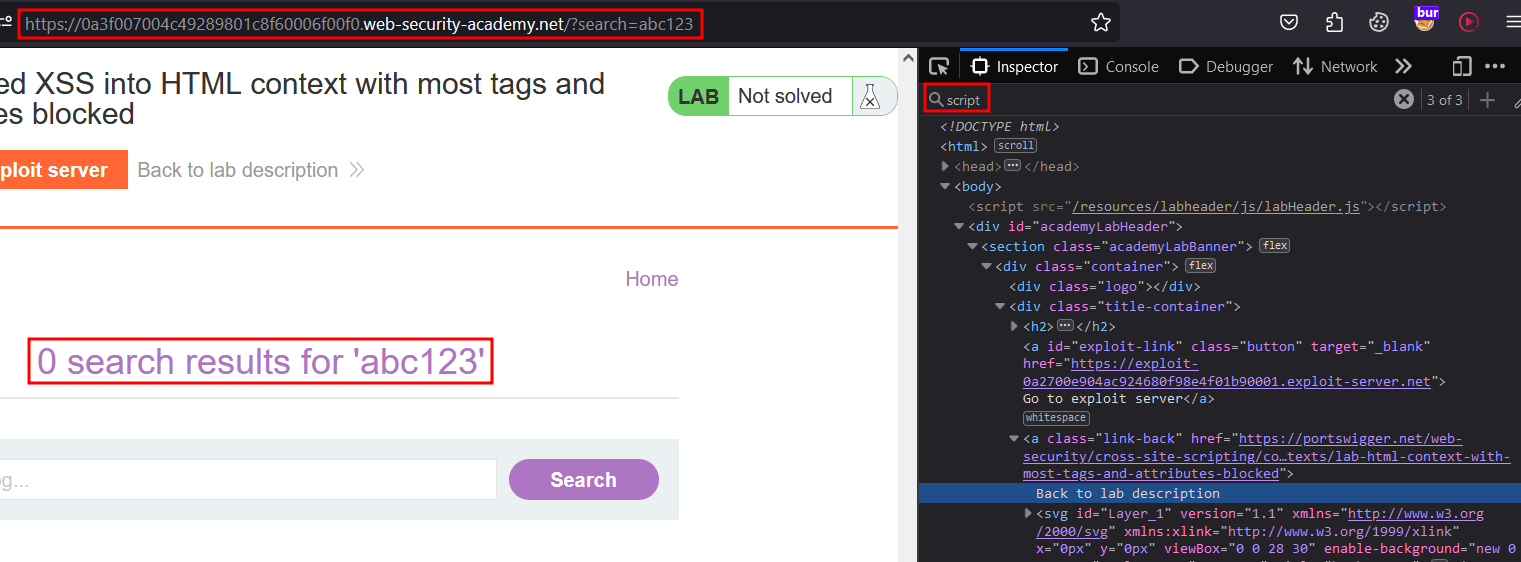 https://0a3f007004c49289801c8f60006f00f0.web-security-academy.net/?search=abc123
bur
ed XSS into HTML context with most tags and
es blocked
LAB Not solved
ploit server
Back to lab description
Home
0 search results for 'abc123'
og...
Search
Inspector Console Debugger Network
script
3 of 3
<!DOCTYPE html>
<html> scroll
<head> ··· </head>
<body>
<script src="/resources/labheader/js/labHeader.js"></script>
<div id="academyLabHeader">
<section class="academyLabBanner"> flex
<div class="container"> flex
<div class="logo"></div>
<div class="title-container">
<h2> ··· </h2>
<a id="exploit-link" class="button" target="_blank"
href="https://exploit-
0a2700e904ac924680f98e4f01b90001.exploit-server.net">
Go to exploit server</a>
whitespace
<a class="link-back" href="https://portswigger.net/web-
security/cross-site-scripting/co…texts/lab-html-context-with-
most-tags-and-attributes-blocked">
Back to lab description
<svg id="Layer_1" version="1.1" xmlns="http://www.w3.org
/2000/svg" xmlns:xlink="http://www.w3.org/1999/xlink"
x="0px" y="0px" viewBox="0 0 28 30" enable-background="new 0